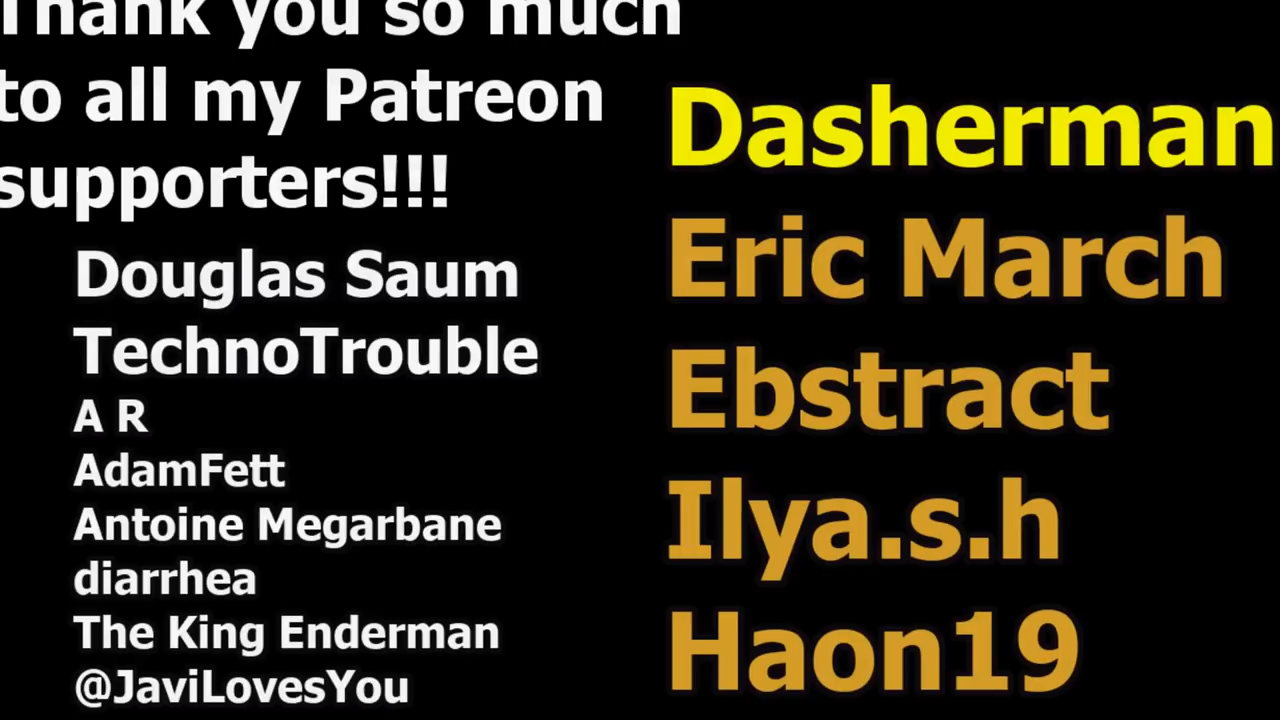 Thank you so much
to all my Patreon
supporters!!!
Douglas Saum
TechnoTrouble
A R
AdamFett
Antoine Megarbane
diarrhea
The King Enderman
@JaviLovesYou
Dasherman
Eric March
Ebstract
Ilya.s.h
Haon19